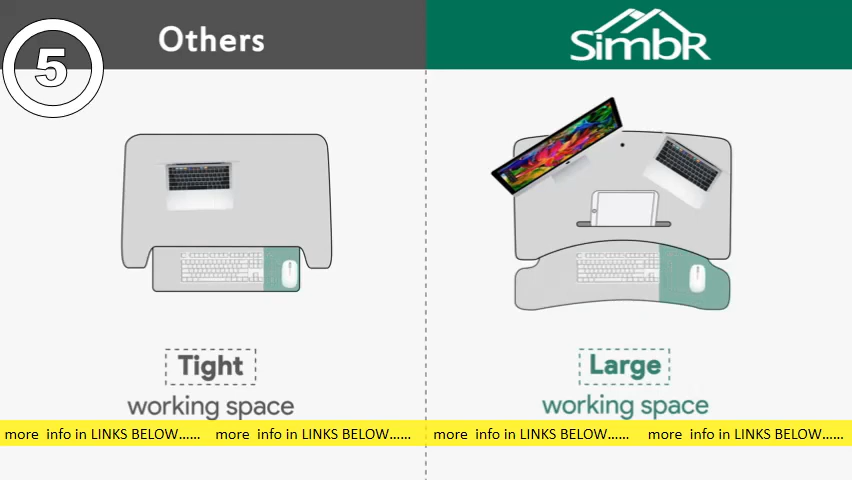 Others
SimbR
5
Tight
working space
Large
working space
more  info in LINKS BELOW...... more  info in LINKS BELOW...... more  info in LINKS BELOW...... more  info in LINKS BELOW......